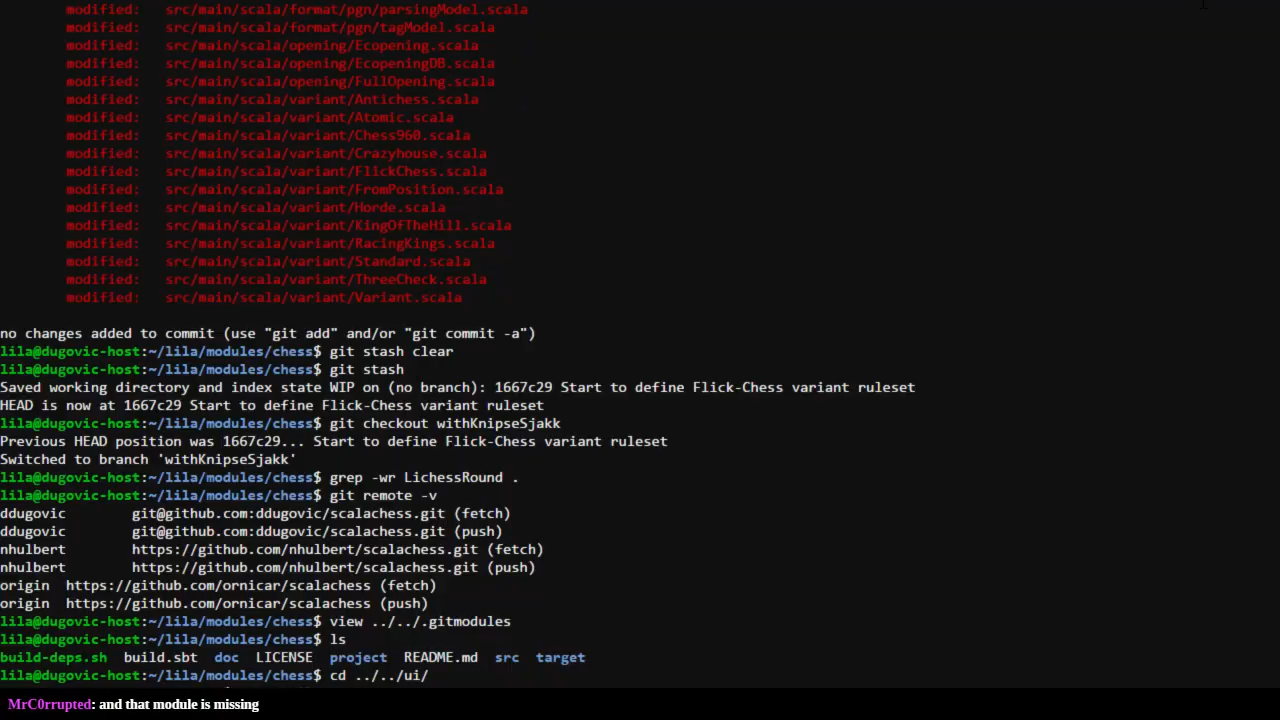 modified:   src/main/scala/format/pgn/parsingModel.scala
modified:   src/main/scala/format/pgn/tagModel.scala
modified:   src/main/scala/opening/Ecopening.scala
modified:   src/main/scala/opening/EcopeningDB.scala
modified:   src/main/scala/opening/FullOpening.scala
modified:   src/main/scala/variant/Antichess.scala
modified:   src/main/scala/variant/Atomic.scala
modified:   src/main/scala/variant/Chess960.scala
modified:   src/main/scala/variant/Crazyhouse.scala
modified:   src/main/scala/variant/FlickChess.scala
modified:   src/main/scala/variant/FromPosition.scala
modified:   src/main/scala/variant/Horde.scala
modified:   src/main/scala/variant/KingOfTheHill.scala
modified:   src/main/scala/variant/RacingKings.scala
modified:   src/main/scala/variant/Standard.scala
modified:   src/main/scala/variant/ThreeCheck.scala
modified:   src/main/scala/variant/Variant.scala
no changes added to commit (use "git add" and/or "git commit -a")
lila@dugovic-host:~/lila/modules/chess$ git stash clear
lila@dugovic-host:~/lila/modules/chess$ git stash
Saved working directory and index state WIP on (no branch): 1667c29 Start to define Flick-Chess variant ruleset
HEAD is now at 1667c29 Start to define Flick-Chess variant ruleset
lila@dugovic-host:~/lila/modules/chess$ git checkout withKnipseSjakk
Previous HEAD position was 1667c29... Start to define Flick-Chess variant ruleset
Switched to branch 'withKnipseSjakk'
lila@dugovic-host:~/lila/modules/chess$ grep -wr LichessRound .
lila@dugovic-host:~/lila/modules/chess$ git remote -v
ddugovic        git@github.com:ddugovic/scalachess.git (fetch)
ddugovic        git@github.com:ddugovic/scalachess.git (push)
nhulbert        https://github.com/nhulbert/scalachess.git (fetch)
nhulbert        https://github.com/nhulbert/scalachess.git (push)
origin  https://github.com/ornicar/scalachess (fetch)
origin  https://github.com/ornicar/scalachess (push)
lila@dugovic-host:~/lila/modules/chess$ view ../../.gitmodules
lila@dugovic-host:~/lila/modules/chess$ ls
build-deps.sh  build.sbt  doc  LICENSE  project  README.md  src  target
lila@dugovic-host:~/lila/modules/chess$ cd ../../ui/
MrC0rrupted: and that module is missing